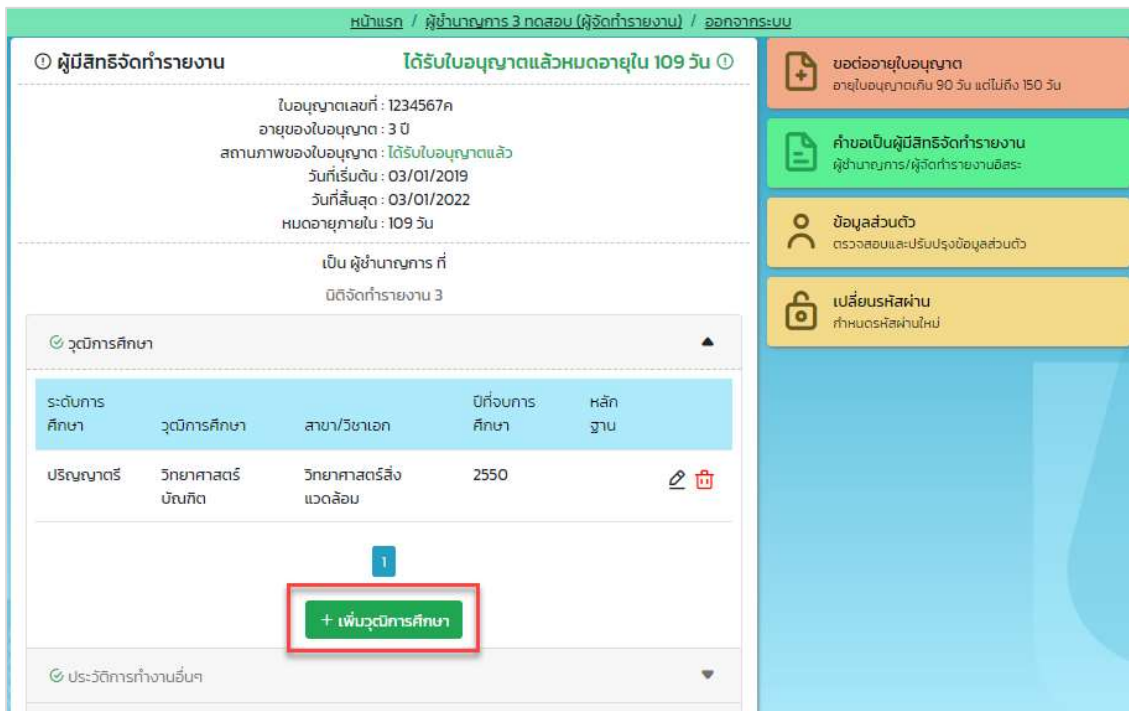 หน้าแรก / ผู้ชำนาญการ 3 ทดสอบ (ผู้จัดทำรายงาน) / ออกจากระบบ
ผู้มีสิทธิจัดทำรายงาน
ได้รับใบอนุญาตแล้วหมดอายุใน 109 วัน
ใบอนุญาตเลขที่ : 1234567ค
อายุของใบอนุญาต : 3 ปี
สถานภาพของใบอนุญาต : ได้รับใบอนุญาตแล้ว
วันที่เริ่มต้น : 03/01/2019
วันที่สิ้นสุด : 03/01/2022
หมดอายุภายใน : 109 วัน
เป็น ผู้ชำนาญการ ที่
นิติจัดทำรายงาน 3
วุฒิการศึกษา
ระดับการศึกษา วุฒิการศึกษา สาขา/วิชาเอก ปีที่จบการศึกษา หลักฐาน
ปริญญาตรี วิทยาศาสตร์บัณฑิต วิทยาศาสตร์สิ่งแวดล้อม 2550
1
+ เพิ่มวุฒิการศึกษา
ประวัติการทำงานอื่นๆ
ขอต่ออายุใบอนุญาต
อายุใบอนุญาตเกิน 90 วัน แต่ไม่ถึง 150 วัน
คำขอเป็นผู้มีสิทธิจัดทำรายงาน
ผู้ชำนาญการ/ผู้จัดทำรายงานอิสระ
ข้อมูลส่วนตัว
ตรวจสอบและปรับปรุงข้อมูลส่วนตัว
เปลี่ยนรหัสผ่าน
กำหนดรหัสผ่านใหม่